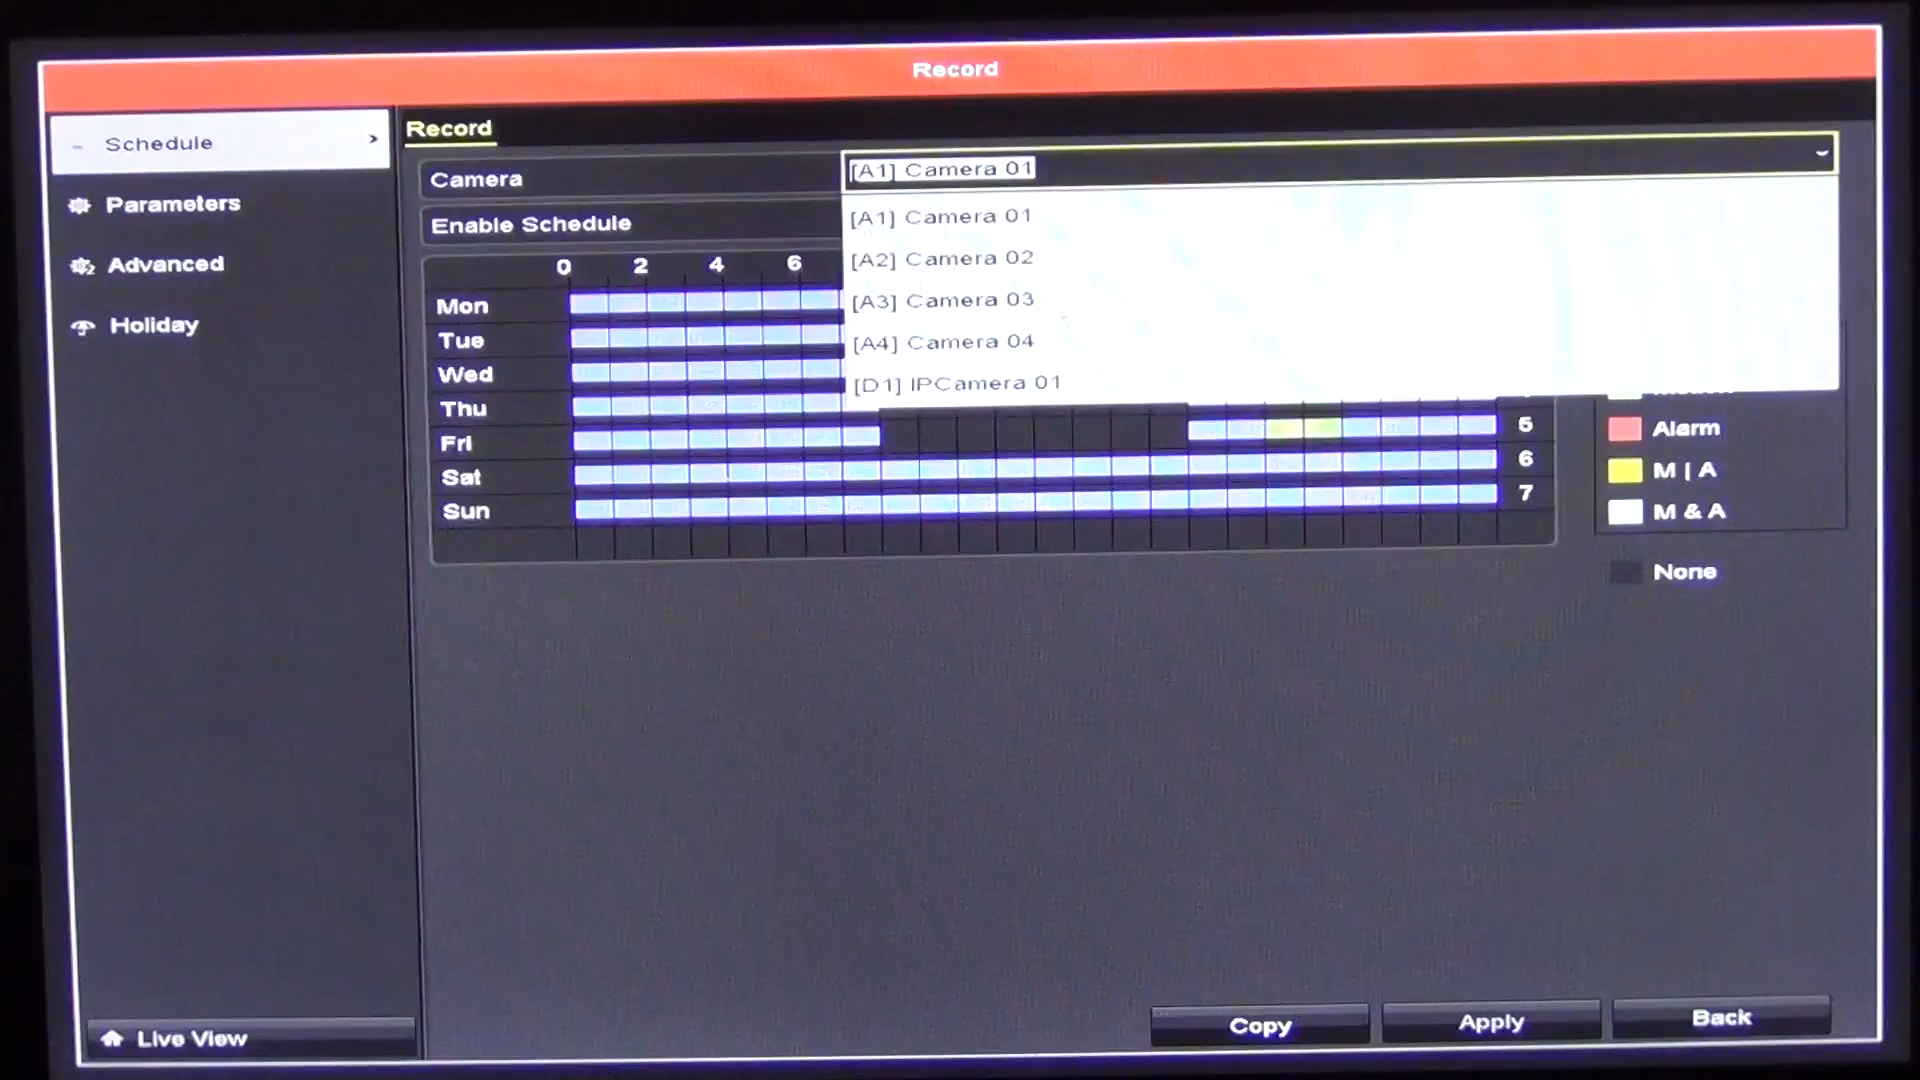 Record
Schedule
Parameters
Advanced
Holiday
Record
Camera
[A1] Camera 01
[A1] Camera 01
[A2] Camera 02
[A3] Camera 03
[A4] Camera 04
[D1] IPCamera 01
Enable Schedule
0 2 4 6
Mon
Tue
Wed
Thu
Fri 5
Sat 6
Sun 7
Alarm
M | A
M & A
None
Live View
Copy
Apply
Back